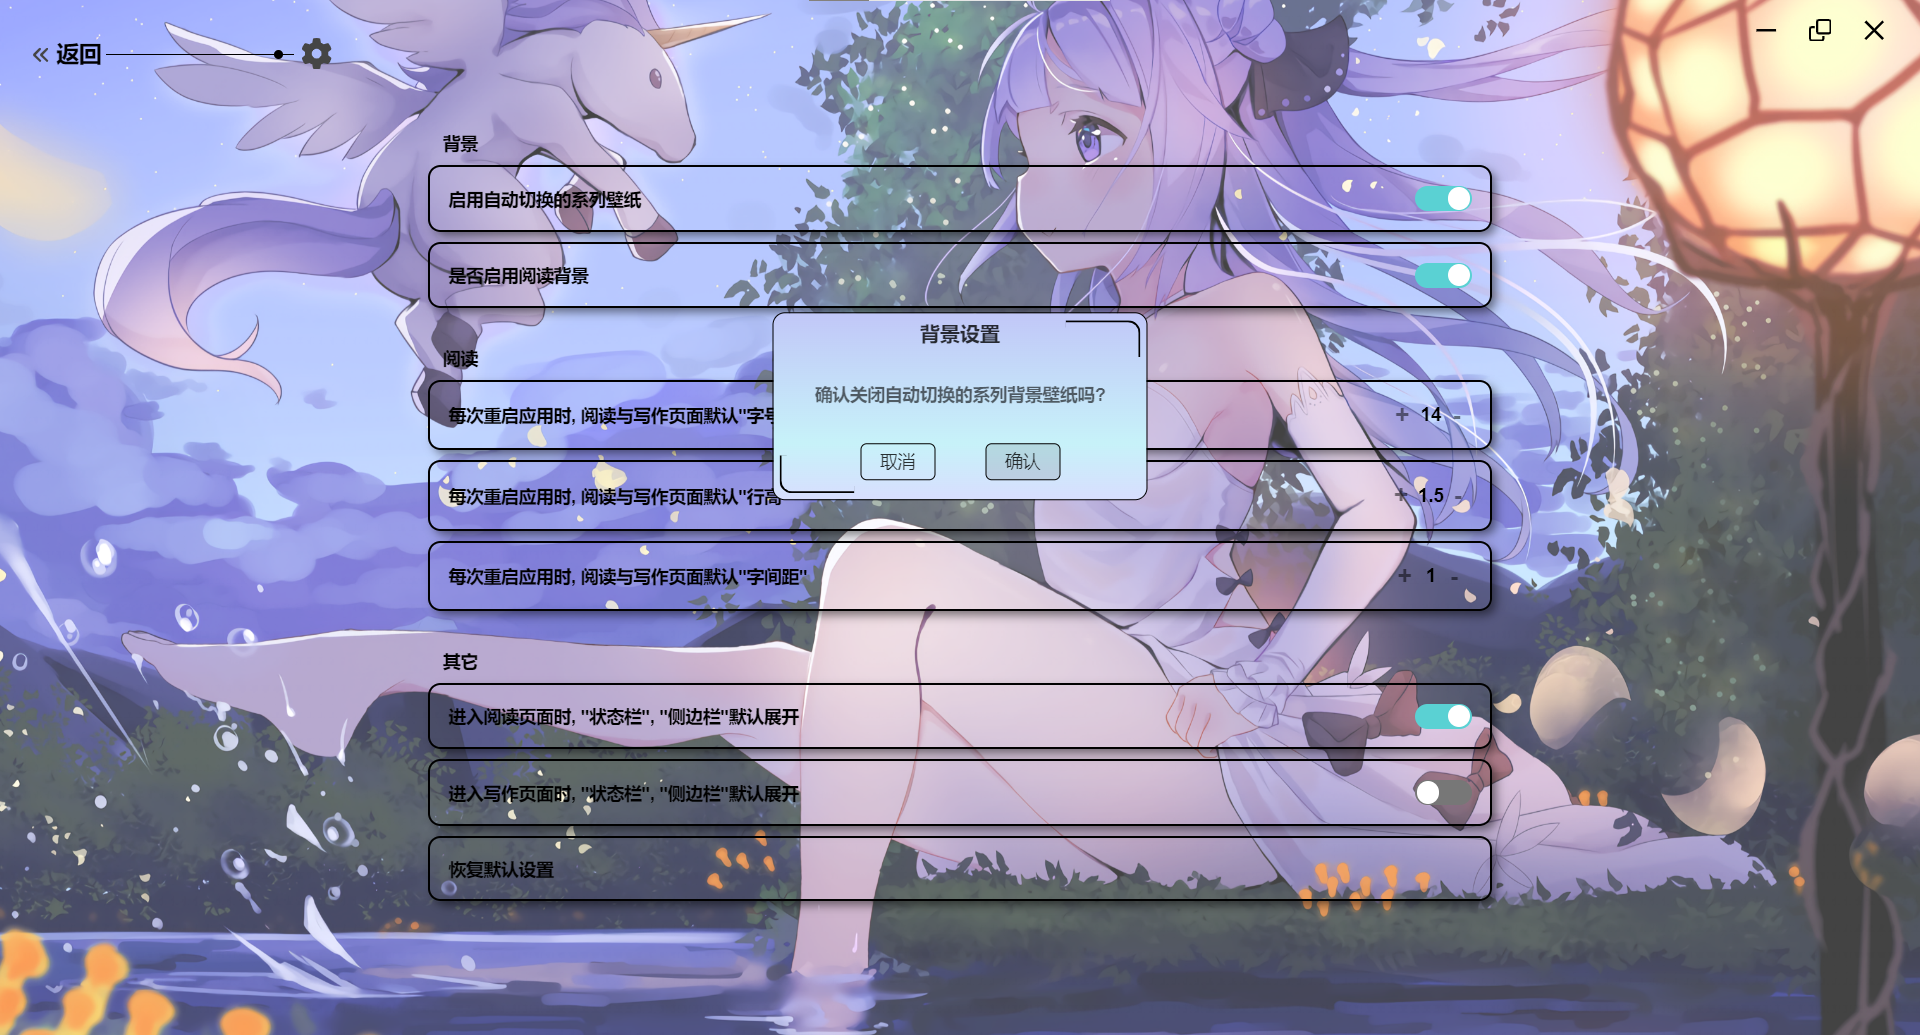 返回
背景
启用自动切换的系列壁纸
是否启用阅读背景
背景设置
确认关闭自动切换的系列背景壁纸吗?
取消 确认
阅读
每次重启应用时, 阅读与写作页面默认"字号
+ 14 -
每次重启应用时, 阅读与写作页面默认"行高
+ 1.5 -
每次重启应用时, 阅读与写作页面默认"字间距"
+ 1 -
其它
进入阅读页面时, "状态栏", "侧边栏"默认展开
进入写作页面时, "状态栏", "侧边栏"默认展开
恢复默认设置